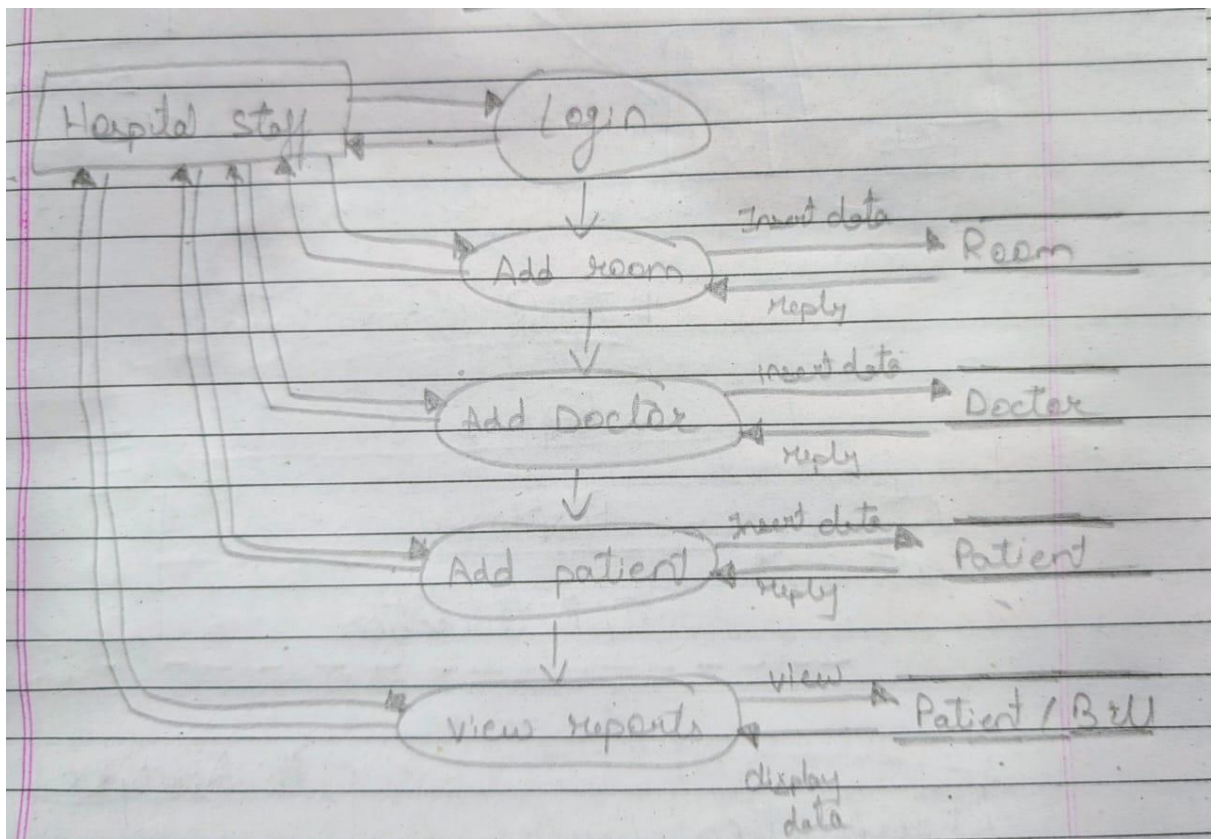 Hospital staff
Login
Insert data
Add room
Room
reply
insert data
Add Doctor
Doctor
reply
Insert data
Add patient
Patient
reply
view
view reports
Patient / Bill
display
data